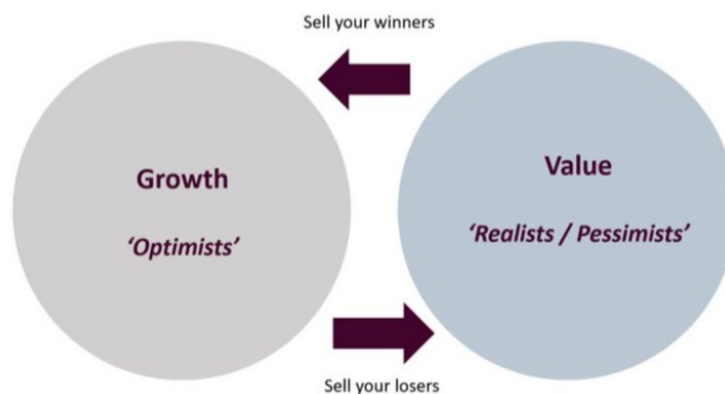 Sell your winners
Growth
‘Optimists’
Value
‘Realists / Pessimists’
Sell your losers